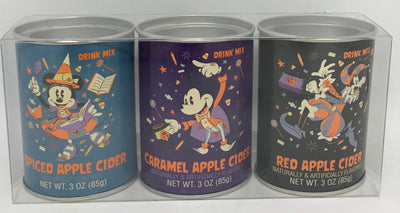 DRINK MIX
SPICED APPLE CIDER
NET WT. 3 OZ (85g)
DRINK MIX
CARAMEL APPLE CIDER
NATURALLY & ARTIFICIALLY FLAVORED
NET WT. 3 OZ (85g)
DRINK MIX
RED APPLE CIDER
NATURALLY & ARTIFICIALLY FLAVORED
NET WT. 3 OZ (85g)